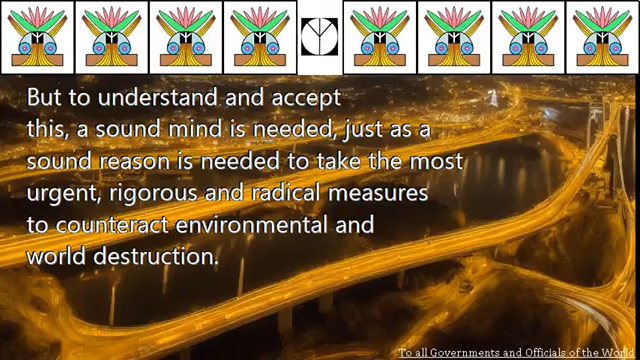 But to understand and accept
this, a sound mind is needed, just as a
sound reason is needed to take the most
urgent, rigorous and radical measures
to counteract environmental and
world destruction.
To all Governments and Officials of the World